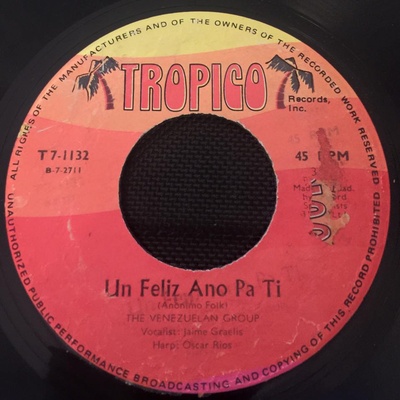 ALL RIGHTS OF THE MANUFACTURERS AND OF THE OWNERS OF THE RECORDED WORK RESERVED
TROPICO
Records,
Inc.
T 7-1132
45 RPM
B-7-2711
Un Feliz Ano Pa Ti
(Anonimo Folk)
THE VENEZUELAN GROUP
Vocalist: Jaime
Harp: Oscar Rios
UNAUTHORIZED PUBLIC PERFORMANCE BROADCASTING AND COPYING OF THIS RECORD PROHIBITED